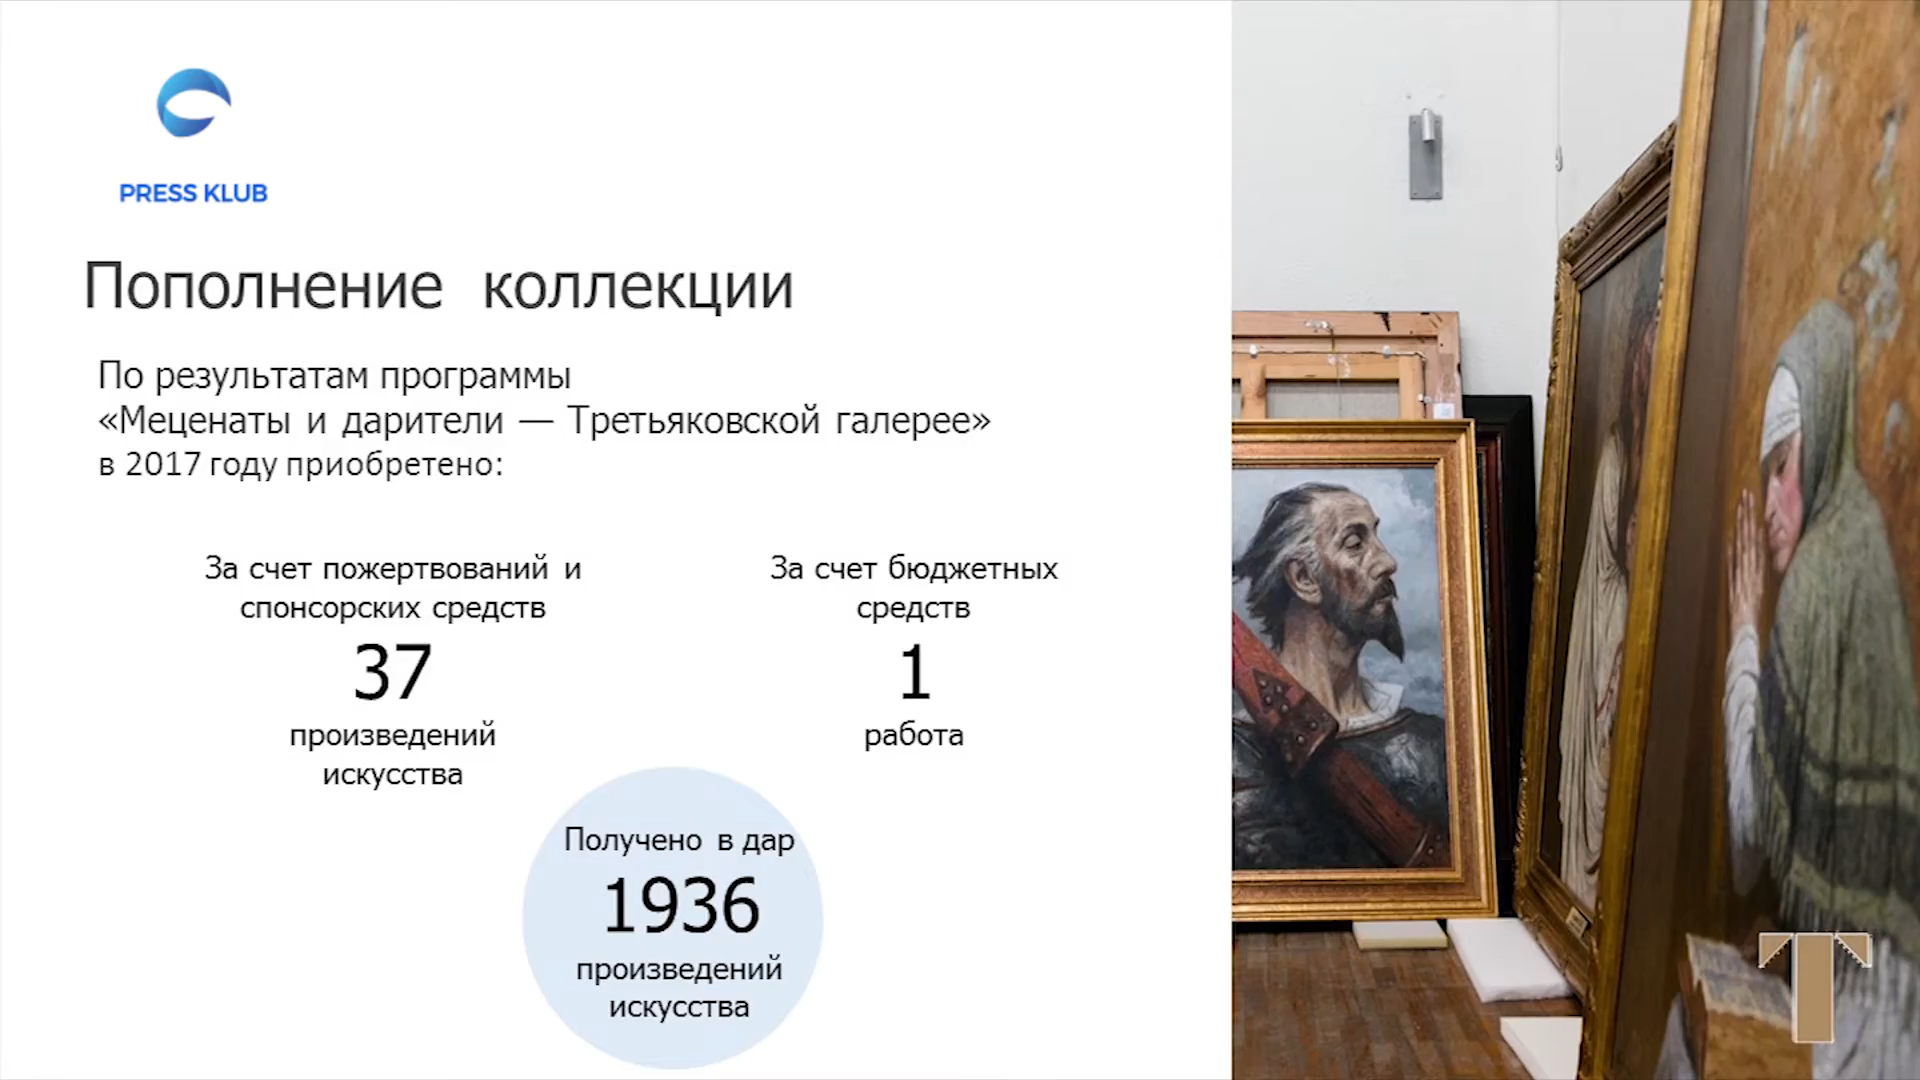 PRESS KLUB
Пополнение коллекции
По результатам программы
«Меценаты и дарители — Третьяковской галерее»
в 2017 году приобретено:
За счет пожертвований и
спонсорских средств
37
произведений
искусства
За счет бюджетных
средств
1
работа
Получено в дар
1936
произведений
искусства
Т